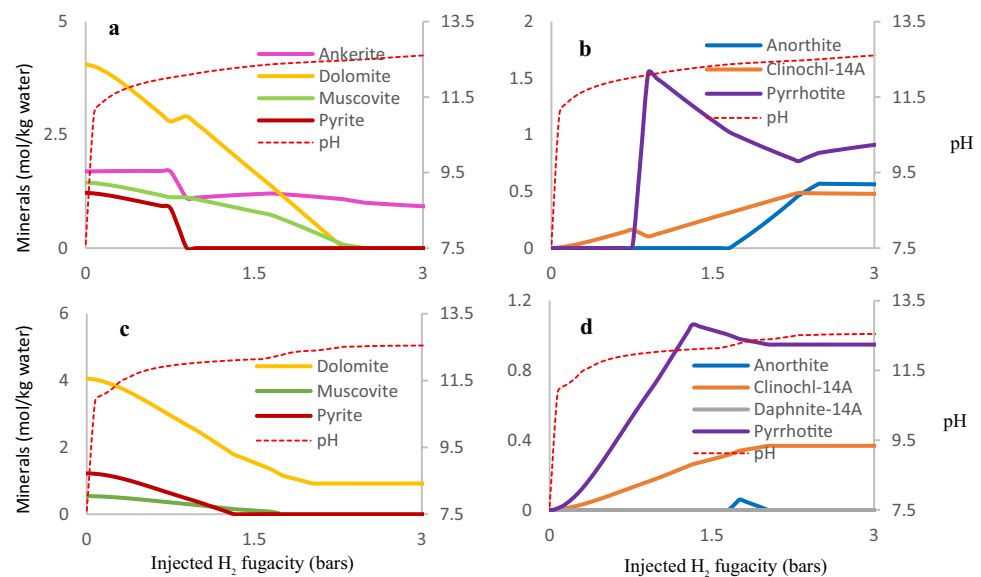 a
Minerals (mol/kg water)
5
2.5
0
13.5
11.5
9.5
7.5
0
1.5
3
Ankerite
Dolomite
Muscovite
Pyrite
pH
b
2
1.5
1
0.5
0
13.5
11.5
9.5
7.5
pH
0
1.5
3
Anorthite
Clinochl-14A
Pyrrhotite
pH
c
Minerals (mol/kg water)
6
4
2
0
13.5
11.5
9.5
7.5
0
1.5
3
Dolomite
Muscovite
Pyrite
pH
Injected H₂ fugacity (bars)
d
1.2
0.8
0.4
0
13.5
11.5
9.5
7.5
pH
0
1.5
3
Anorthite
Clinochl-14A
Daphnite-14A
Pyrrhotite
pH
Injected H₂ fugacity (bars)